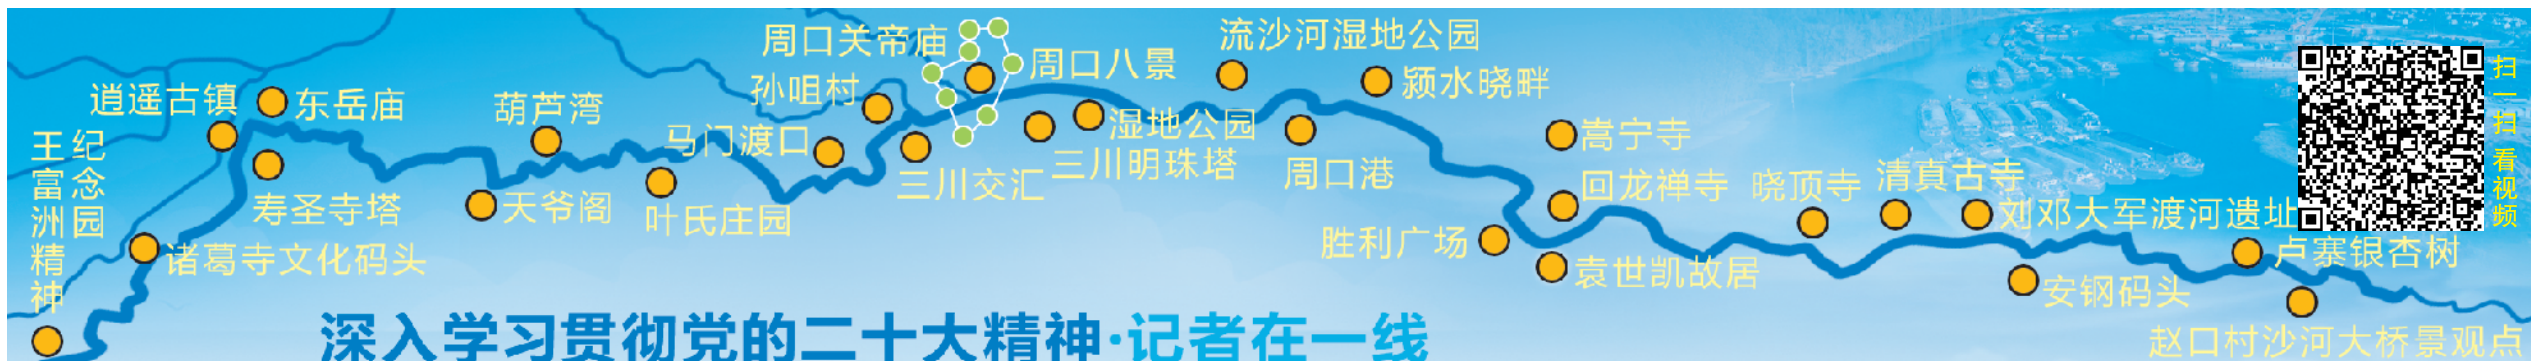 王富洲精神
纪念园
逍遥古镇
东岳庙
寿圣寺塔
诸葛寺文化码头
葫芦湾
天爷阁
叶氏庄园
马门渡口
孙咀村
周口关帝庙
周口八景
三川交汇
湿地公园
三川明珠塔
流沙河湿地公园
颍水晓畔
周口港
嵩宁寺
回龙禅寺
胜利广场
袁世凯故居
晓顶寺
清真古寺
刘邓大军渡河遗址
安钢码头
卢寨银杏树
赵口村沙河大桥景观点
扫一扫 看视频
深入学习贯彻党的二十大精神·记者在一线